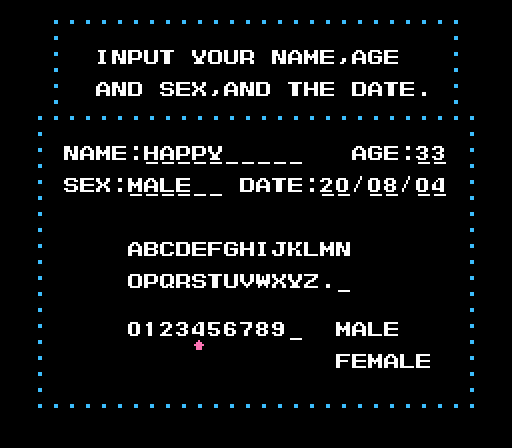 INPUT YOUR NAME,AGE
AND SEX,AND THE DATE.
NAME:HAPPY_____ AGE:33
SEX:MALE__ DATE:20/08/04
ABCDEFGHIJKLMN
OPQRSTUVWXYZ._
0123456789_ MALE
FEMALE